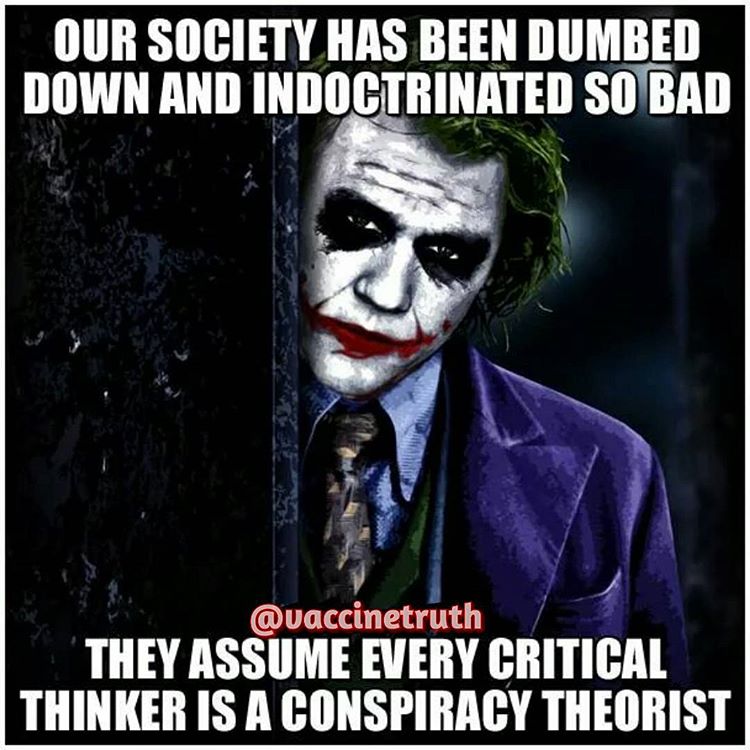 OUR SOCIETY HAS BEEN DUMBED
DOWN AND INDOCTRINATED SO BAD
@vaccinetruth
THEY ASSUME EVERY CRITICAL
THINKER IS A CONSPIRACY THEORIST